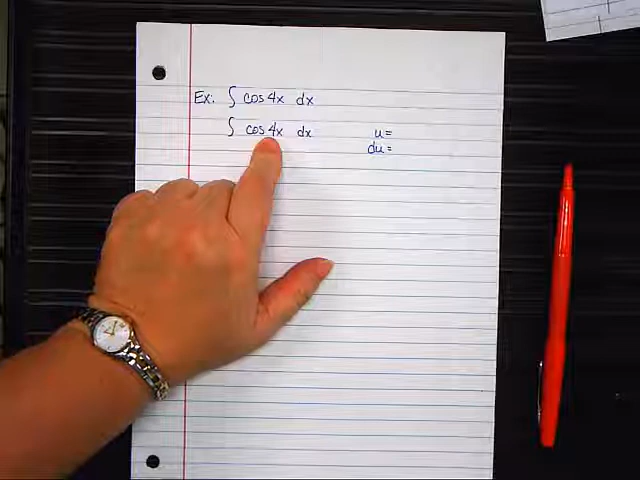 Ex: ∫ cos 4x dx
∫ cos 4x dx u =
du =